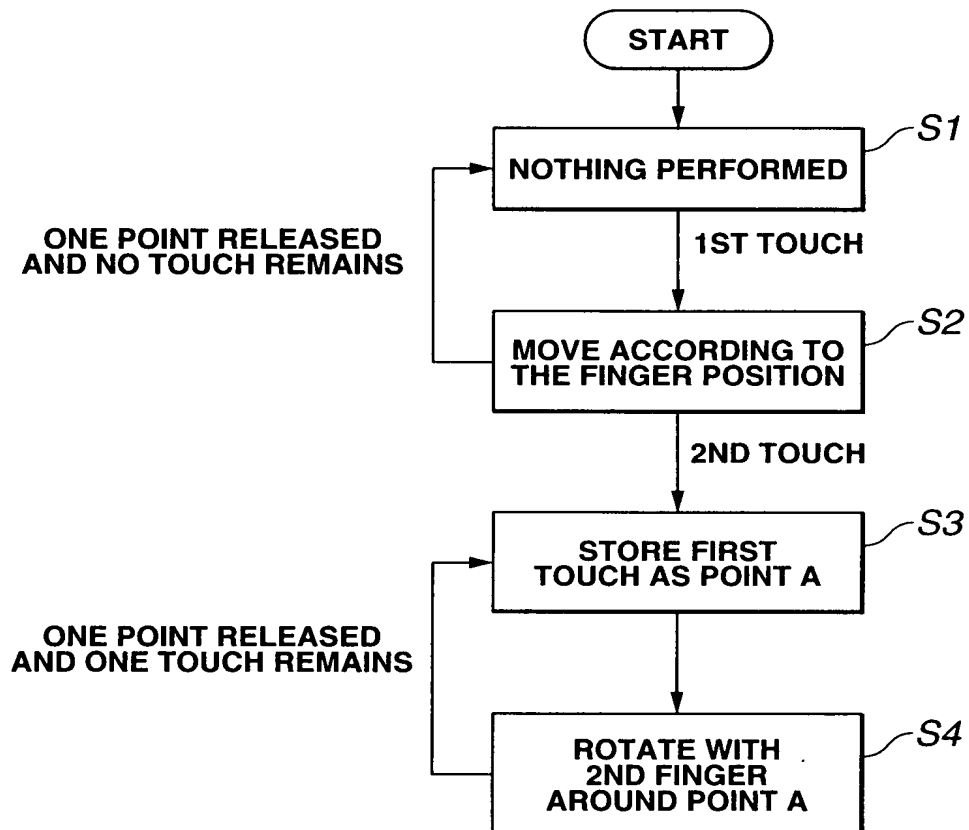 START
S1
NOTHING PERFORMED
ONE POINT RELEASED
AND NO TOUCH REMAINS
1ST TOUCH
S2
MOVE ACCORDING TO
THE FINGER POSITION
2ND TOUCH
S3
STORE FIRST
TOUCH AS POINT A
ONE POINT RELEASED
AND ONE TOUCH REMAINS
S4
ROTATE WITH
2ND FINGER
AROUND POINT A